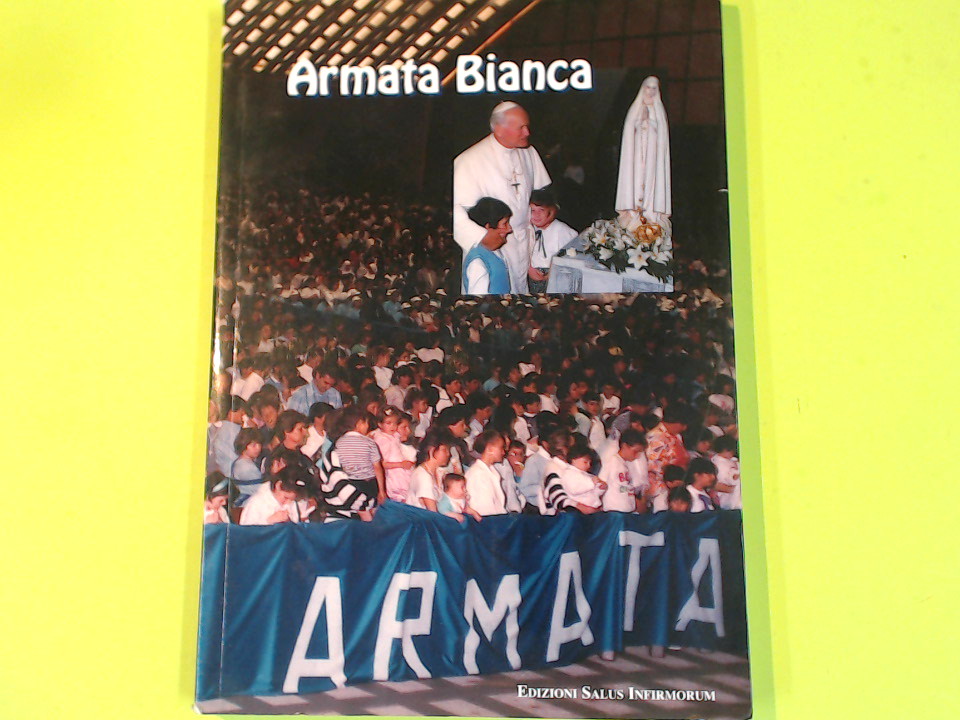 Armata Bianca
ARMATA
EDIZIONI SALUS INFIRMORUM